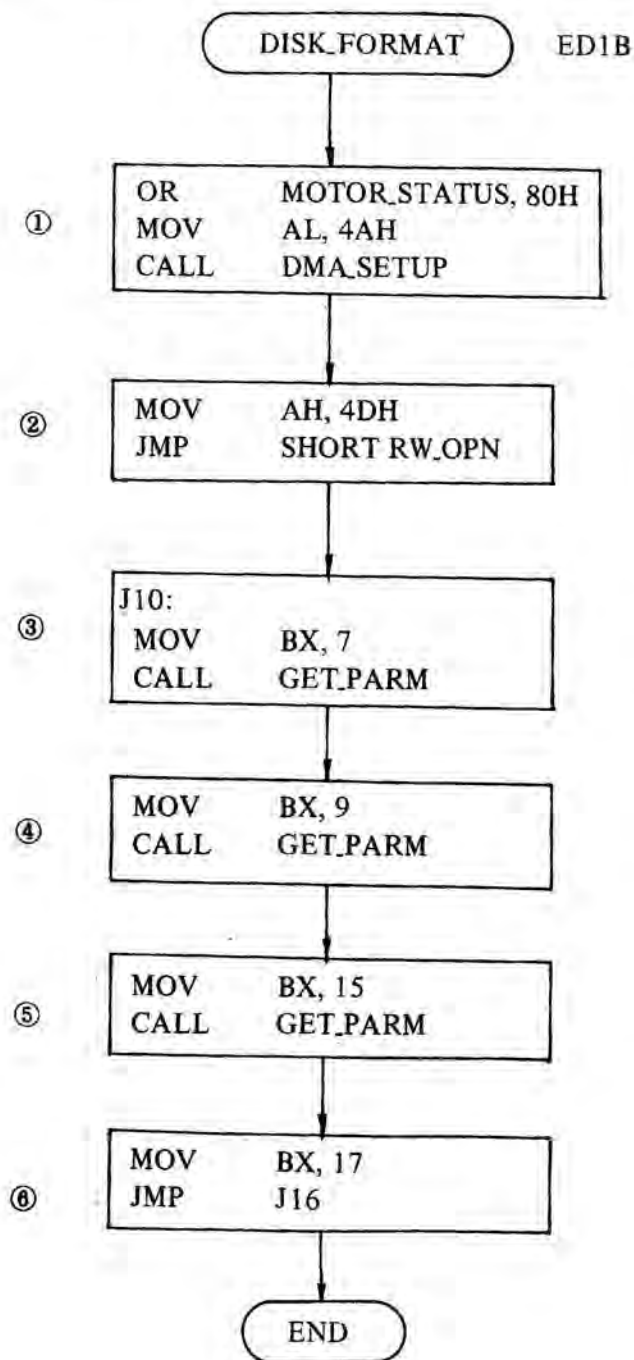 DISK_FORMAT ED1B
① OR MOTOR_STATUS, 80H
MOV AL, 4AH
CALL DMA_SETUP
② MOV AH, 4DH
JMP SHORT RW_OPN
③ J10:
MOV BX, 7
CALL GET_PARM
④ MOV BX, 9
CALL GET_PARM
⑤ MOV BX, 15
CALL GET_PARM
⑥ MOV BX, 17
JMP J16
END